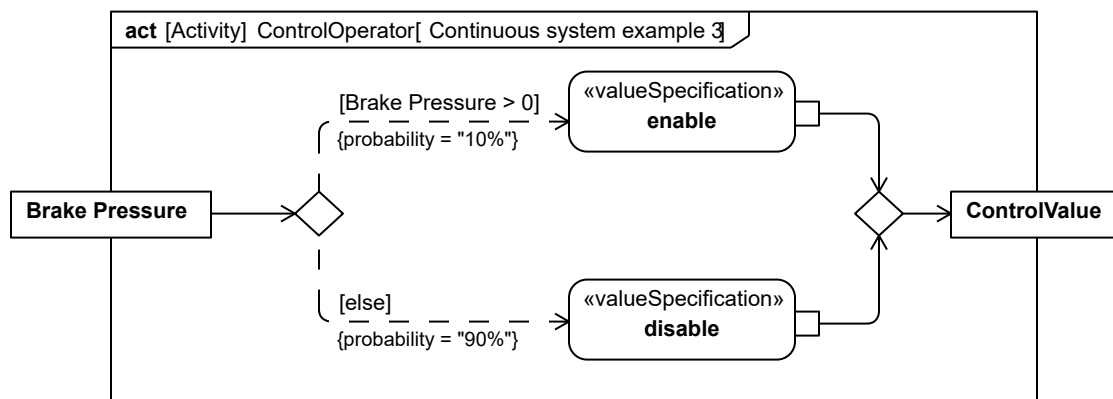 act [Activity] ControlOperator[ Continuous system example 3]
[Brake Pressure > 0]
{probability = "10%"}
«valueSpecification»
enable
Brake Pressure
ControlValue
[else]
{probability = "90%"}
«valueSpecification»
disable